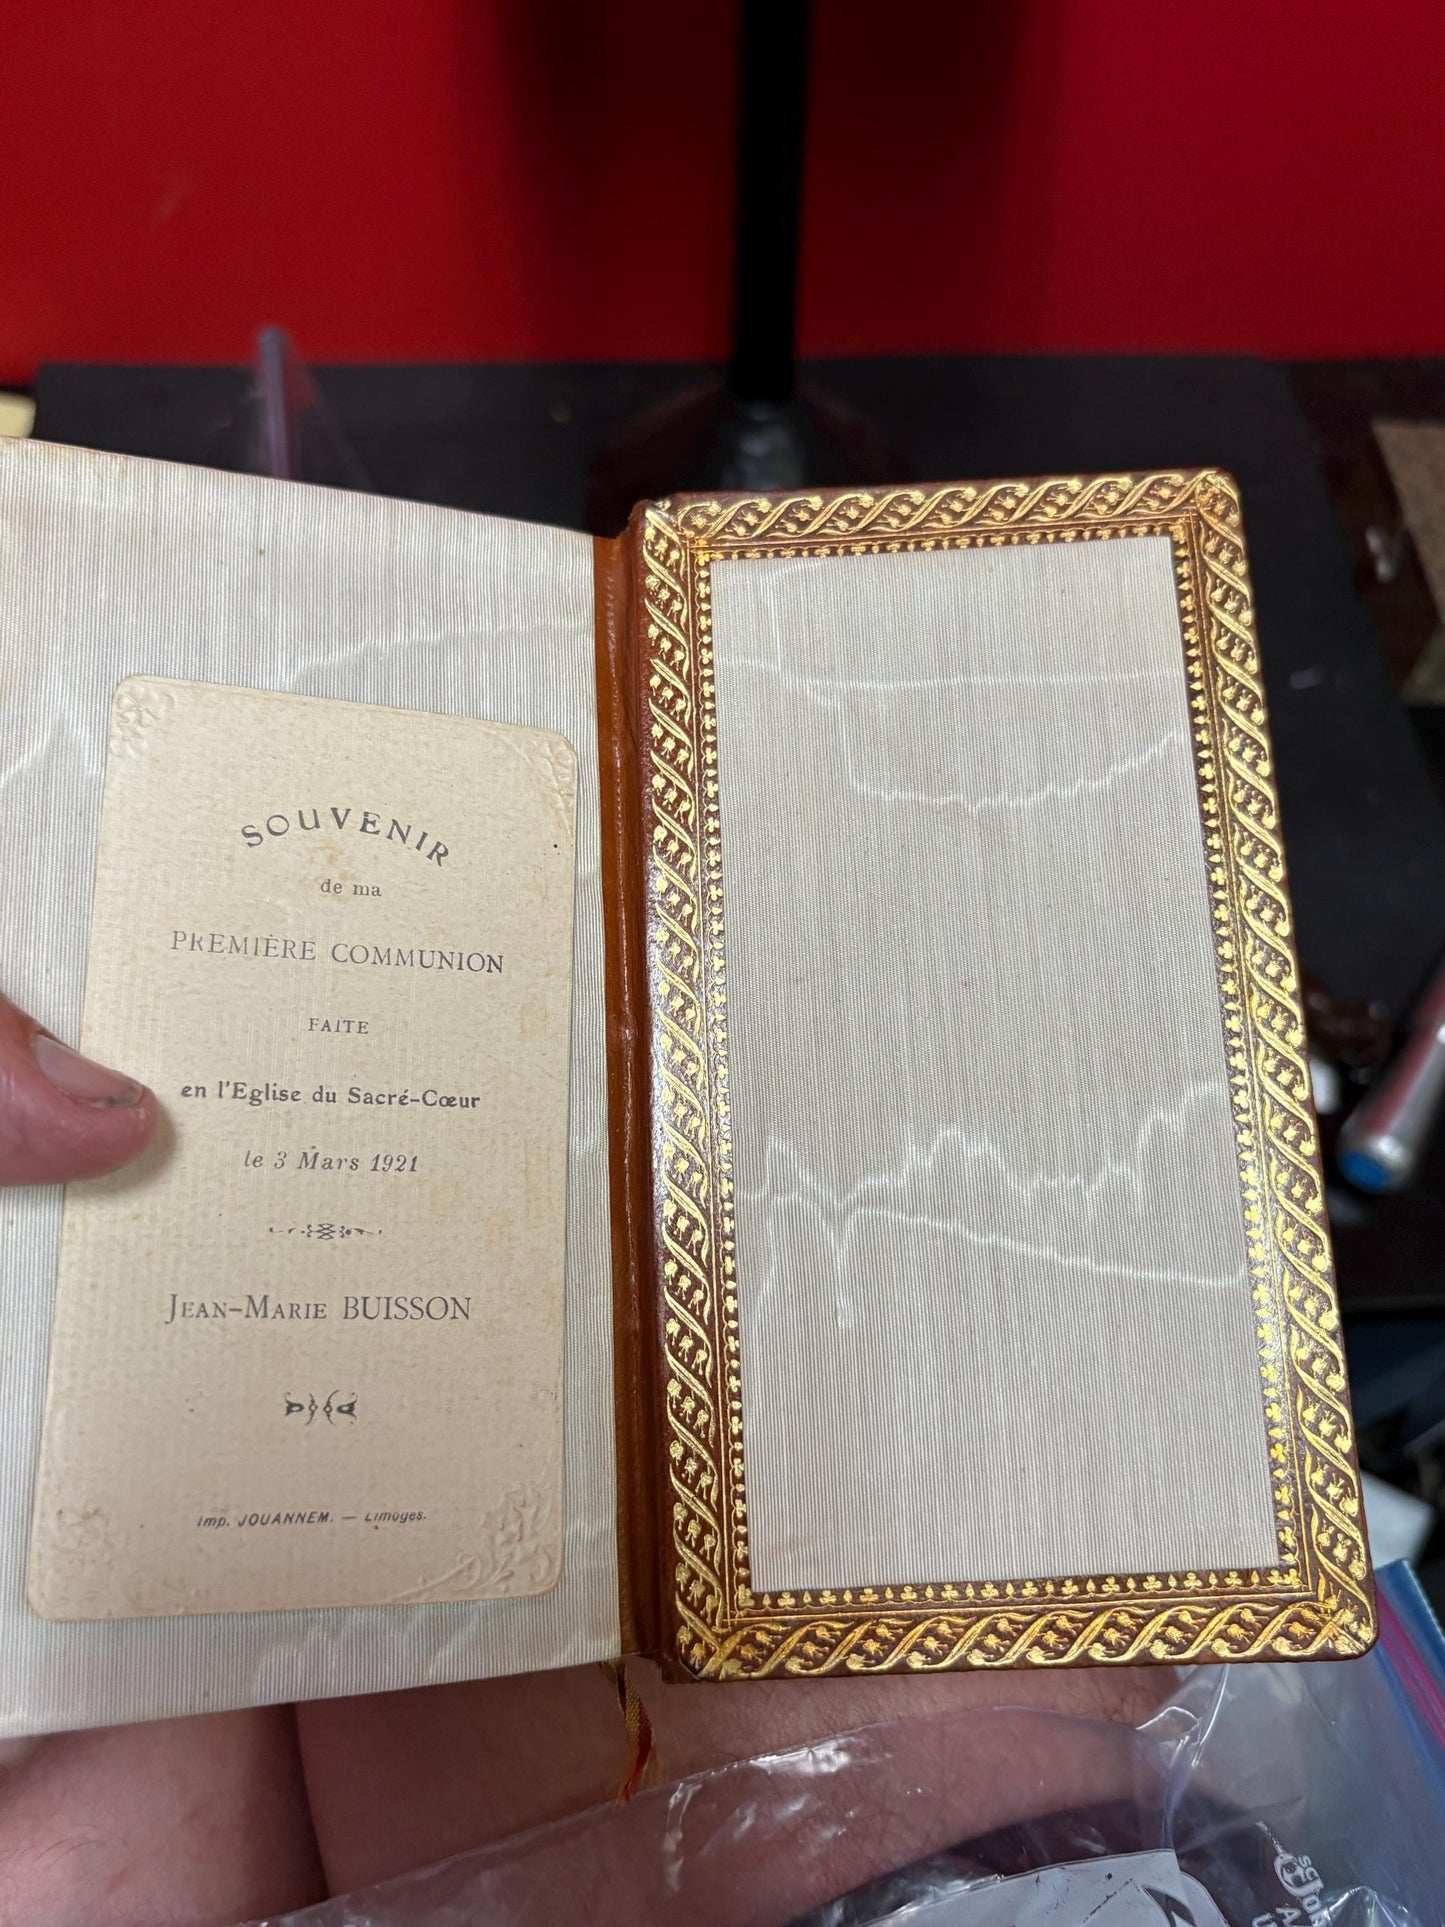 SOUVENIR
de ma
PREMIÈRE COMMUNION
FAITE
en l'Eglise du Sacré-Cœur
le 3 Mars 1921
JEAN-MARIE BUISSON
Imp. JOUANNEM. — Limoges.